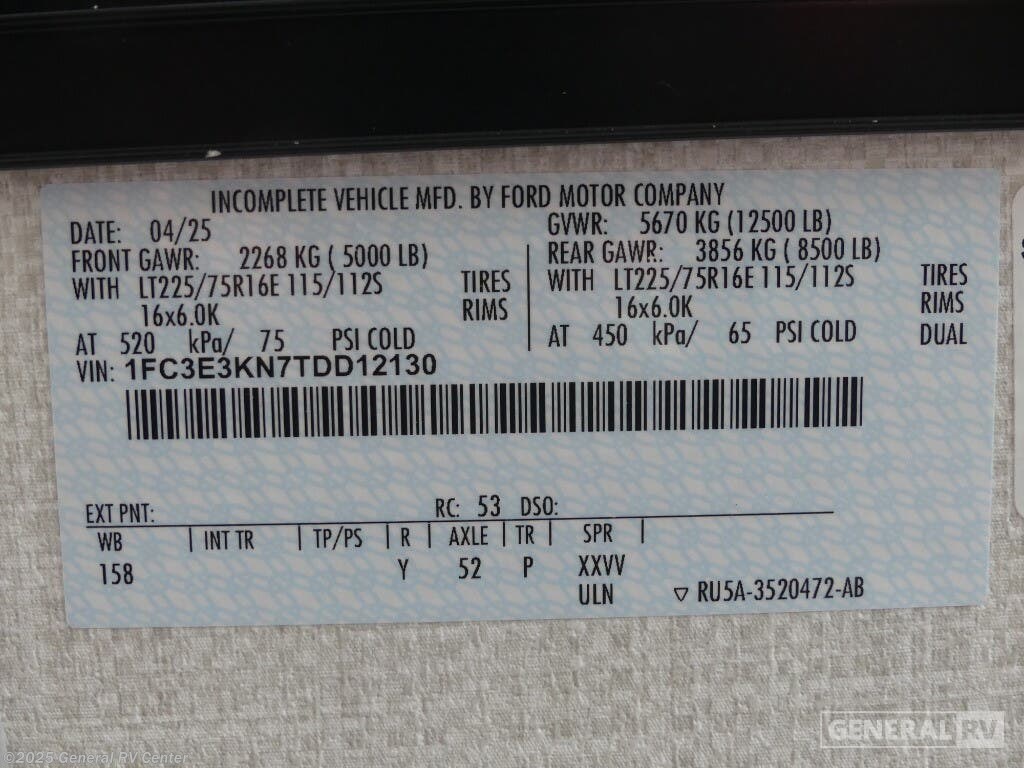 INCOMPLETE VEHICLE MFD. BY FORD MOTOR COMPANY
DATE: 04/25 GVWR: 5670 KG (12500 LB)
FRONT GAWR: 2268 KG ( 5000 LB) REAR GAWR: 3856 KG ( 8500 LB)
WITH LT225/75R16E 115/112S TIRES WITH LT225/75R16E 115/112S TIRES
16x6.0K RIMS 16x6.0K RIMS
AT 520 kPa/ 75 PSI COLD AT 450 kPa/ 65 PSI COLD DUAL
VIN: 1FC3E3KN7TDD12130
EXT PNT: RC: 53 DSO:
WB INT TR TP/PS R AXLE TR SPR
158 Y 52 P XXVV
ULN ▽ RU5A-3520472-AB
GENERAL RV
©2025 General RV Center